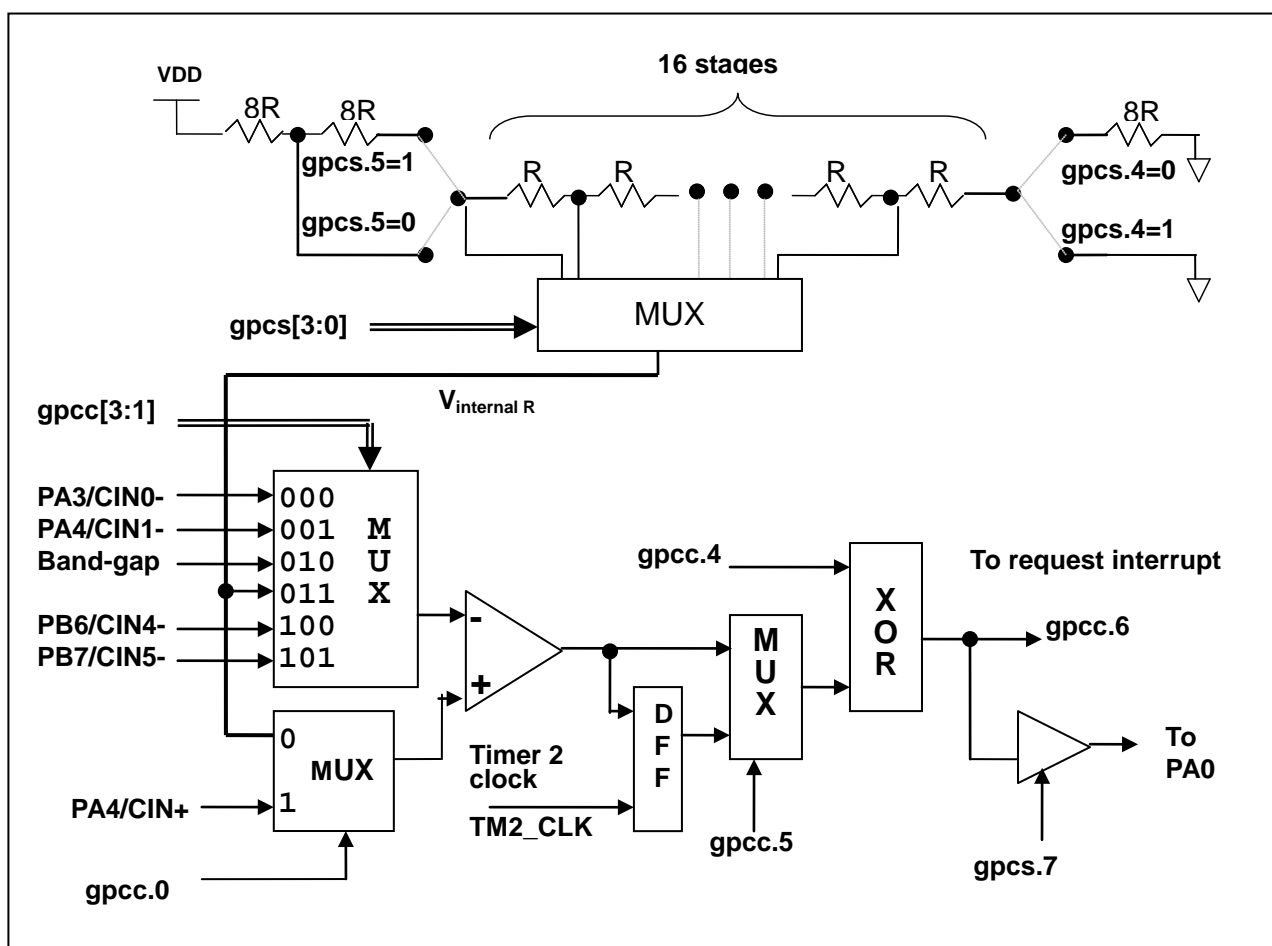 16 stages
VDD
8R
8R
8R
gpcs.5=1
R
R
R
R
gpcs.4=0
gpcs.5=0
gpcs.4=1
MUX
gpcs[3:0]
V internal R
gpcc[3:1]
PA3/CIN0-
000
PA4/CIN1-
001
Band-gap
010
011
PB6/CIN4-
100
PB7/CIN5-
101
M
U
X
-
+
gpcc.4
To request interrupt
X
O
R
gpcc.6
M
U
X
D
F
F
0
MUX
1
PA4/CIN+
gpcc.0
Timer 2
clock
TM2_CLK
gpcc.5
To
PA0
gpcs.7